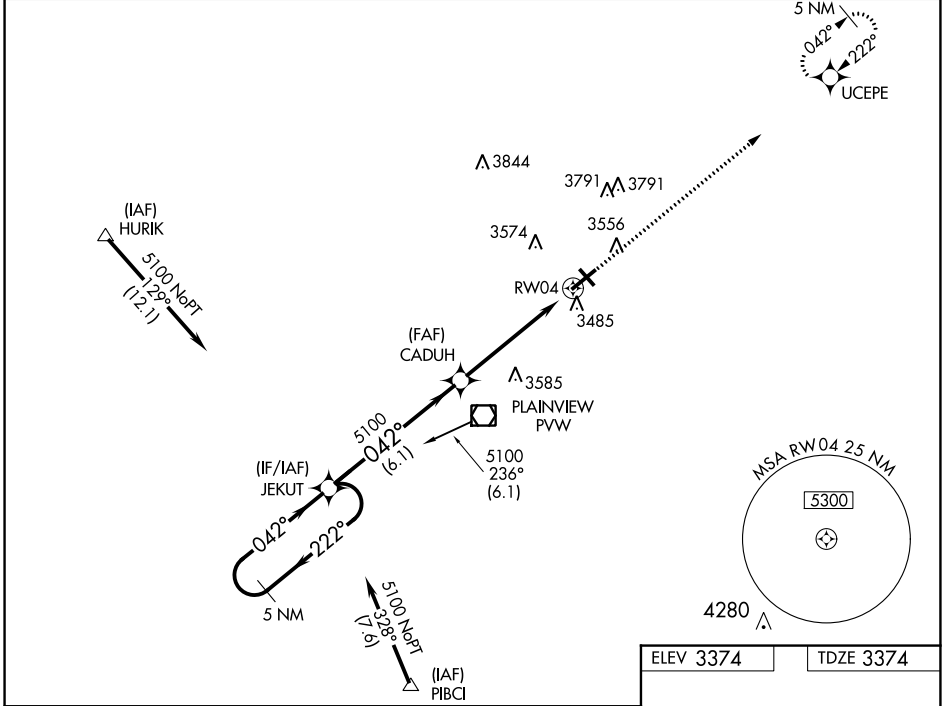 5 NM
042°
222°
UCEPE
3844
3791
3791
(IAF)
HURIK
3574
3556
5100 NoPT
129°
(12.1)
RW04
3485
(FAF)
CADUH
3585
PLAINVIEW
PVW
5100
042°
(6.1)
5100
236°
(6.1)
(IF/IAF)
JEKUT
042°
222°
5 NM
MSA RW04 25 NM
5300
5100 NoPT
328°
(7.6)
4280
(IAF)
PIBCI
ELEV 3374
TDZE 3374